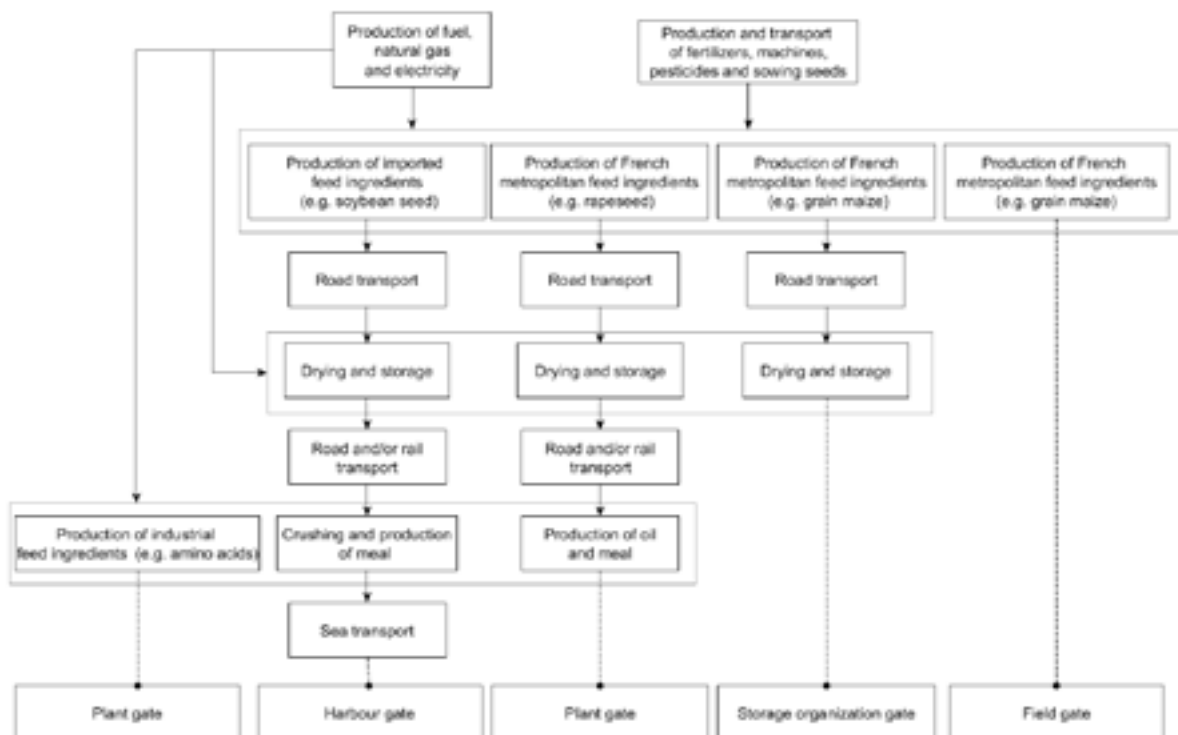 Production of fuel,
natural gas
and electricity
Production and transport
of fertilizers, machines,
pesticides and sowing seeds
Production of imported
feed ingredients
(e.g. soybean seed)
Production of French
metropolitan feed ingredients
(e.g. rapeseed)
Production of French
metropolitan feed ingredients
(e.g. grain maize)
Production of French
metropolitan feed ingredients
(e.g. grain maize)
Road transport
Road transport
Road transport
Drying and storage
Drying and storage
Drying and storage
Road and/or rail
transport
Road and/or rail
transport
Production of industrial
feed ingredients (e.g. amino acids)
Crushing and production
of meal
Production of oil
and meal
Sea transport
Plant gate
Harbour gate
Plant gate
Storage organization gate
Field gate